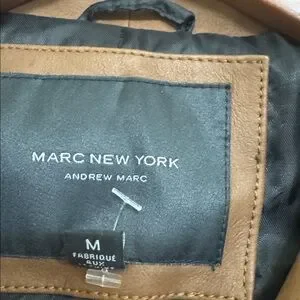 MARC NEW YORK
ANDREW MARC
M
FABRIQUÉ
AUX